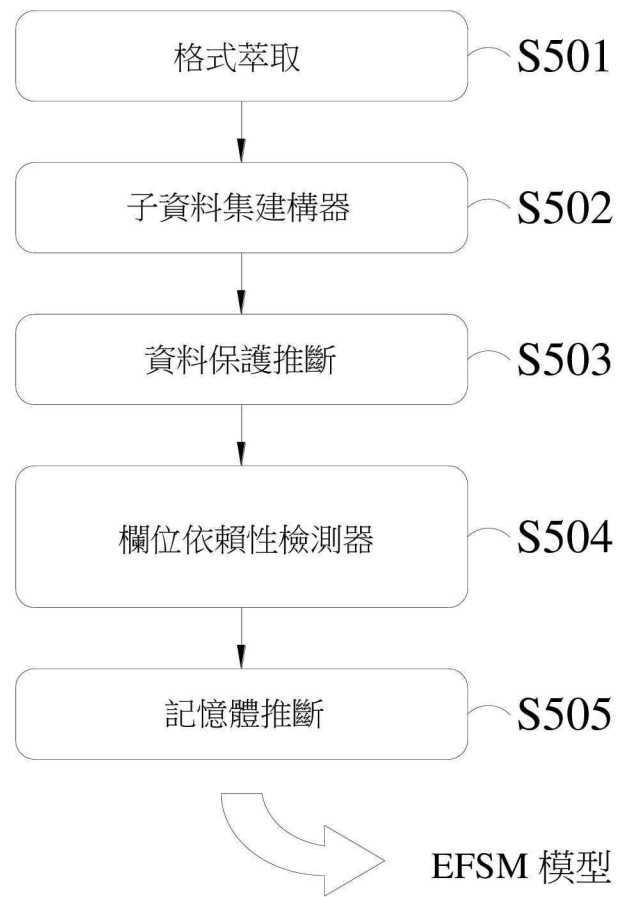 格式萃取 S501
子資料集建構器 S502
資料保護推斷 S503
欄位依賴性檢測器 S504
記憶體推斷 S505
EFSM 模型